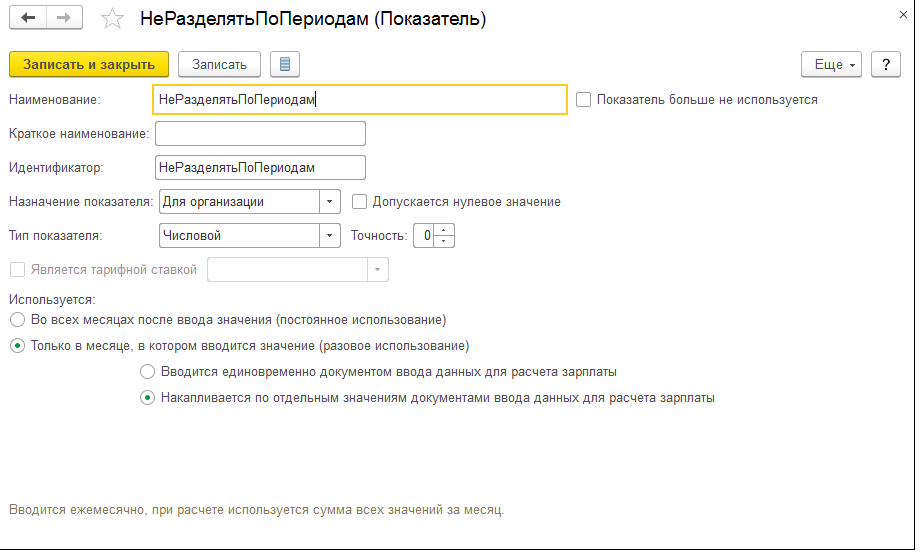 НеРазделятьПоПериодам (Показатель)
Записать и закрыть Записать Еще ?
Наименование: НеРазделятьПоПериодам Показатель больше не используется
Краткое наименование:
Идентификатор: НеРазделятьПоПериодам
Назначение показателя: Для организации Допускается нулевое значение
Тип показателя: Числовой Точность: 0
Является тарифной ставкой
Используется:
Во всех месяцах после ввода значения (постоянное использование)
Только в месяце, в котором вводится значение (разовое использование)
Вводится единовременно документом ввода данных для расчета зарплаты
Накапливается по отдельным значениям документами ввода данных для расчета зарплаты
Вводится ежемесячно, при расчете используется сумма всех значений за месяц.